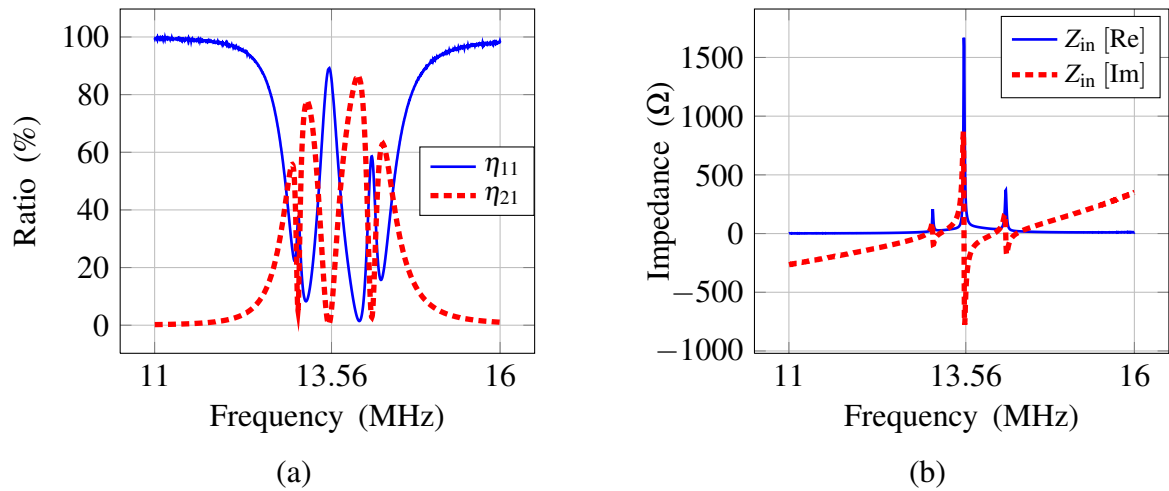 100
80
60
40
20
0
Ratio (%)
η11
η21
11
13.56
16
Frequency (MHz)
(a)
1500
1000
500
0
−500
−1000
Impedance (Ω)
Zin [Re]
Zin [Im]
11
13.56
16
Frequency (MHz)
(b)